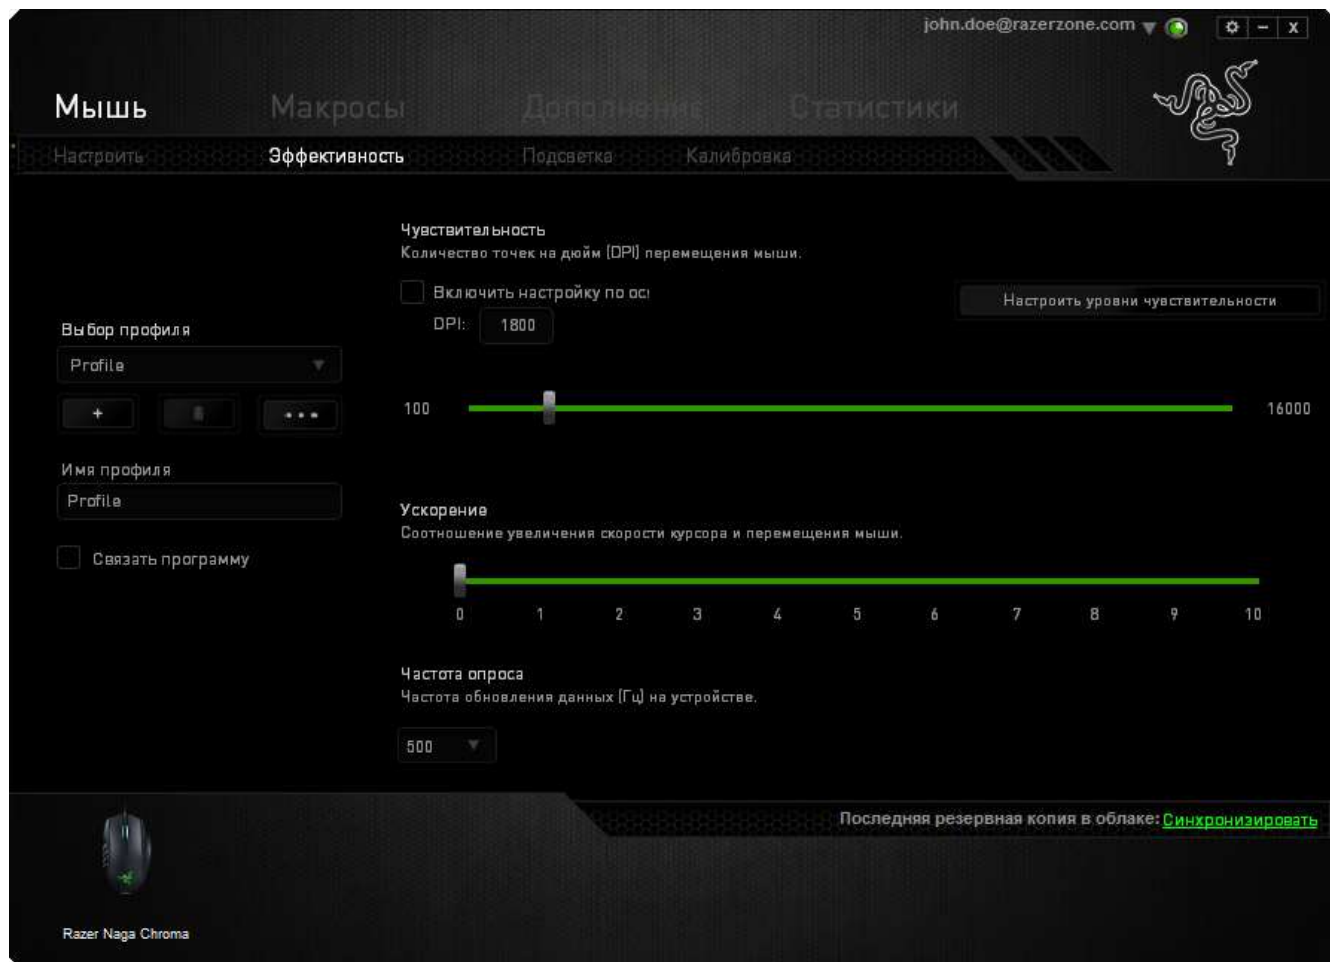 john.doe@razerzone.com
Мышь Макросы Дополнение Статистики
Настроить Эффективность Подсветка Калибровка
Чувствительность
Количество точек на дюйм (DPI) перемещения мыши.
Включить настройку по ос
Настроить уровни чувствительности
DPI: 1800
100 16000
Выбор профиля
Profile
+
Имя профиля
Profile
Связать программу
Ускорение
Соотношение увеличения скорости курсора и перемещения мыши.
0 1 2 3 4 5 6 7 8 9 10
Частота опроса
Частота обновления данных (Гц) на устройстве.
500
Последняя резервная копия в облаке: Синхронизировать
Razer Naga Chroma